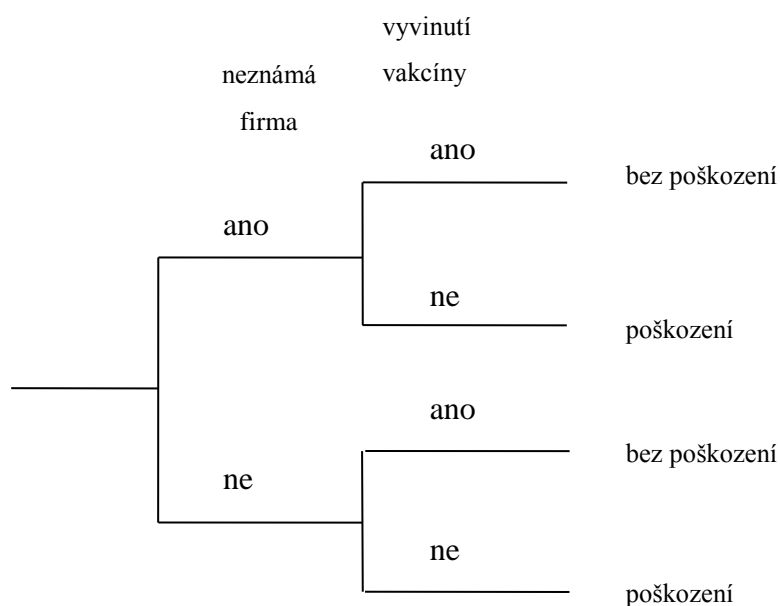 vyvinutí
neznámá
vakcíny
firma
ano
bez poškození
ano
ne
poškození
ano
bez poškození
ne
ne
poškození